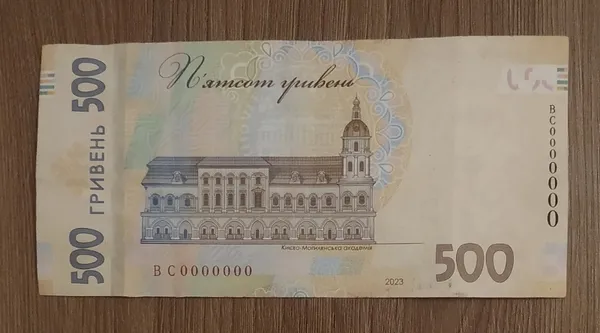 500 ГРИВЕНЬ 500
П'ятсот гривень
ВС0000000
Києво-Могилянська академія
ВС0000000
2023
500